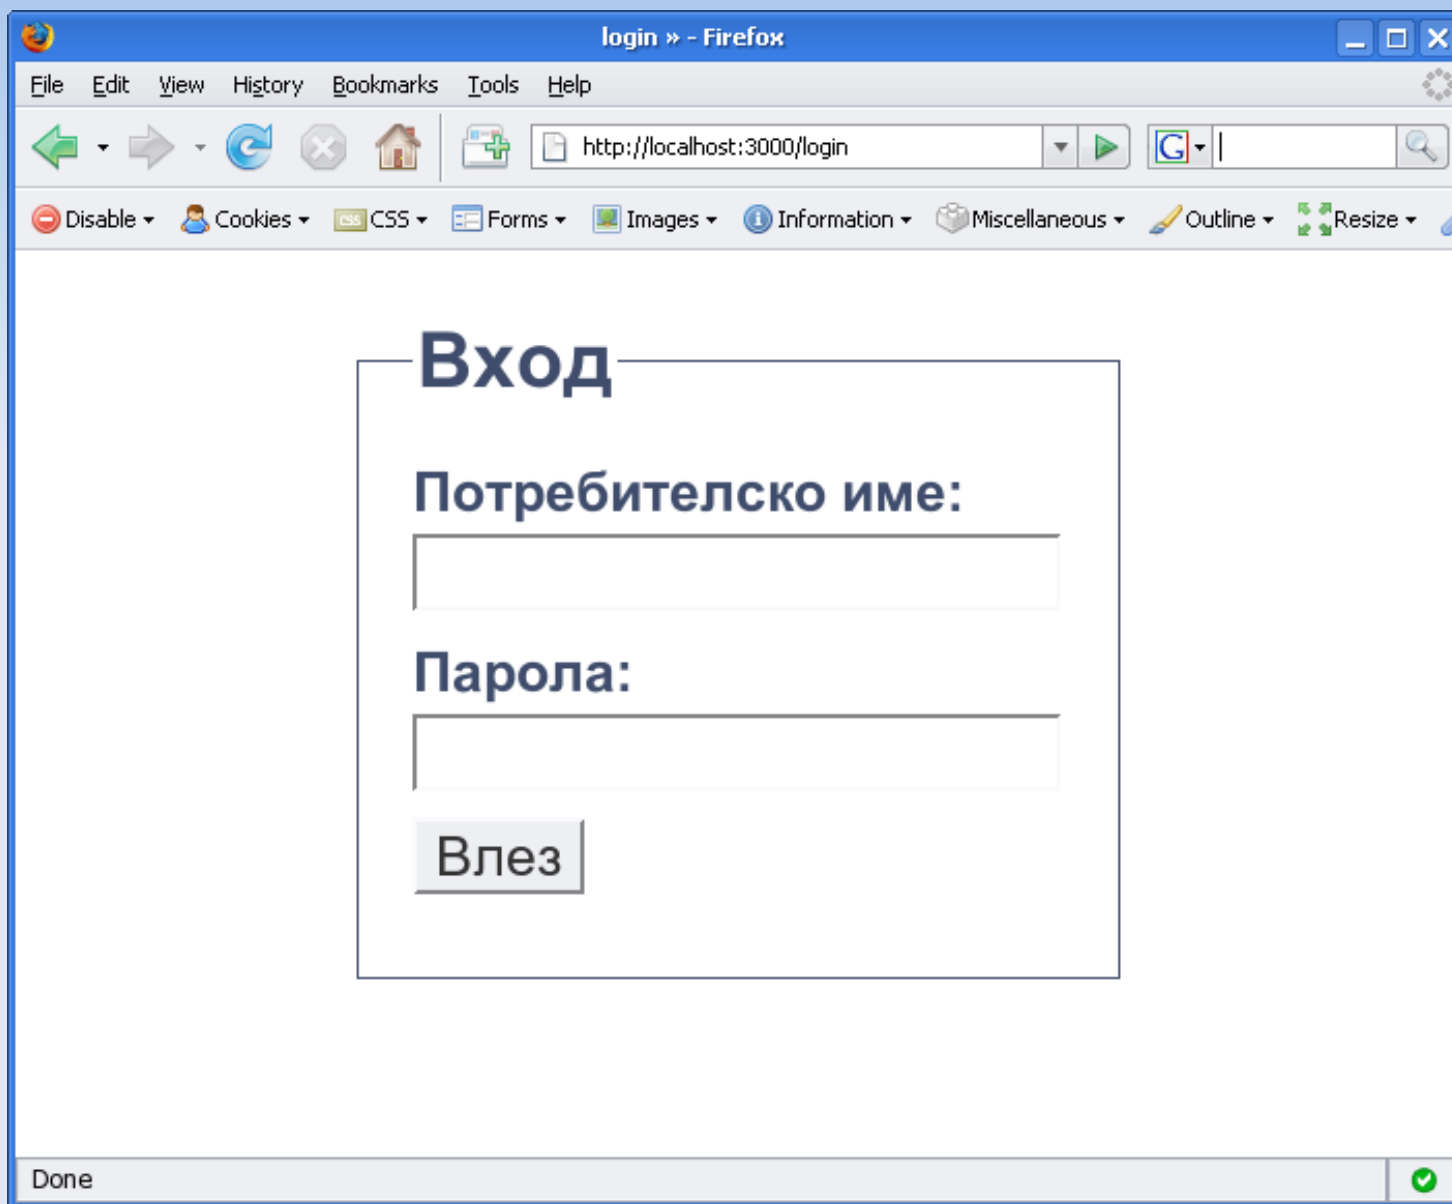 login » - Firefox
File Edit View History Bookmarks Tools Help
http://localhost:3000/login G
Disable Cookies CSS CSS Forms Images Information Miscellaneous Outline Resize
Вход
Потребителско име:
Парола:
Влез
Done